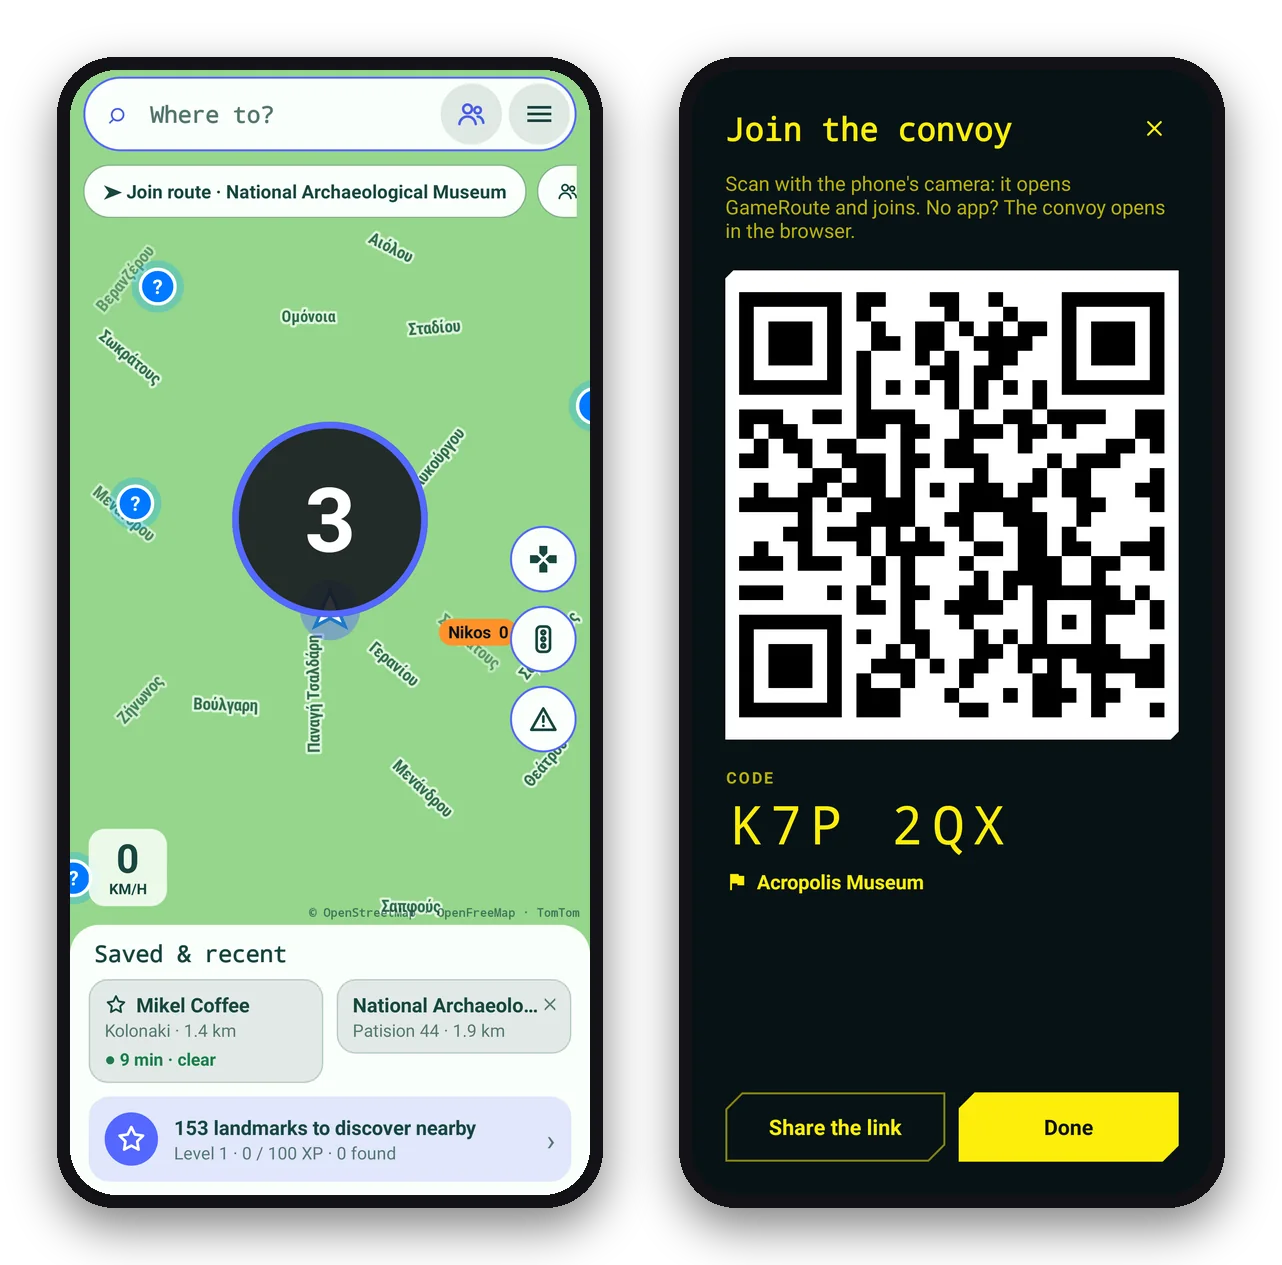 Where to?
Join route · National Archaeological Museum
Αιόλου
Βερανζέρου
?
Ομόνοια
Σταδίου
Σωκράτους
?
3
Nikos 0
Γερανίου
Παναγή Τσαλδάρη
Ζήνωνος
Βούλγαρη
Μενάνδρου
0
KM/H
?
Σαπφούς
© OpenStreetMap OpenFreeMap · TomTom
Saved & recent
Mikel Coffee
Kolonaki · 1.4 km
9 min · clear
National Archaeolo...
Patision 44 · 1.9 km
153 landmarks to discover nearby
Level 1 · 0 / 100 XP · 0 found
Join the convoy
Scan with the phone's camera: it opens
GameRoute and joins. No app? The convoy opens
in the browser.
CODE
K7P 2QX
Acropolis Museum
Share the link
Done